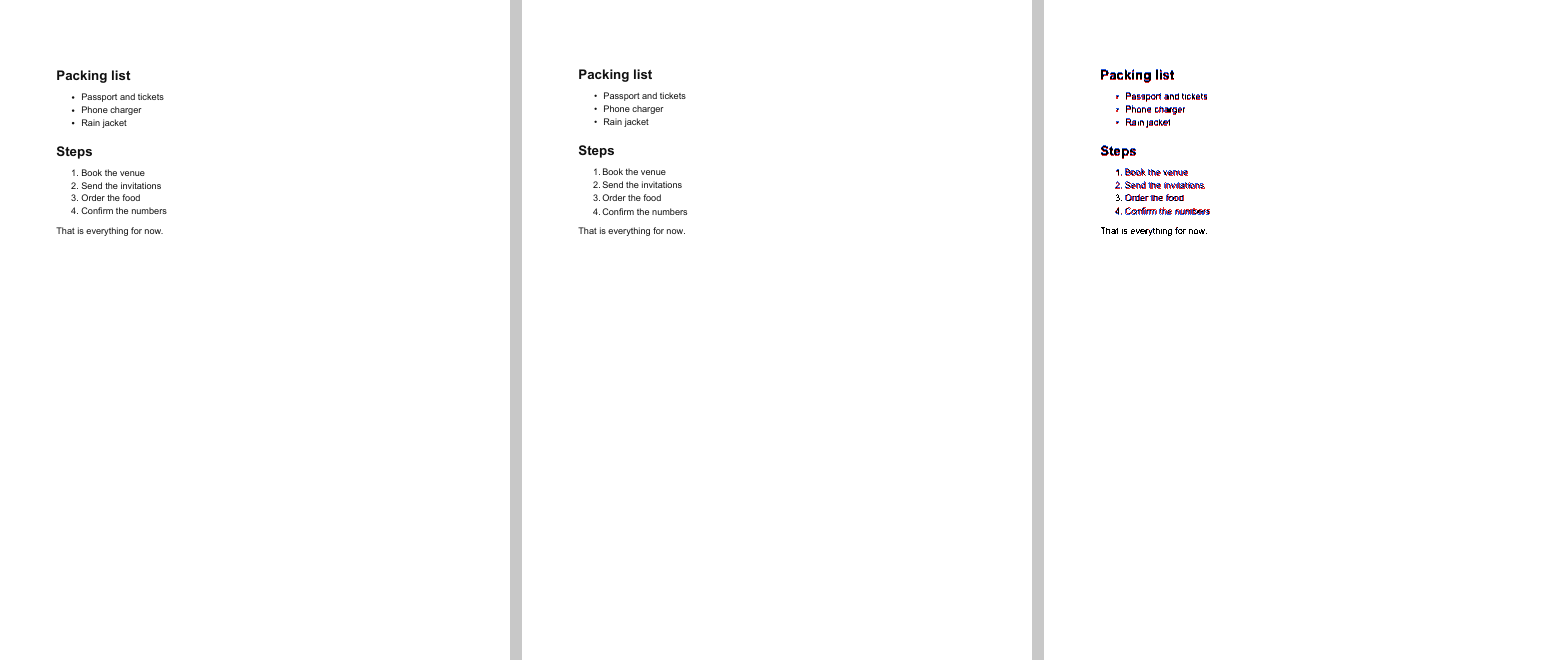 Packing list
• Passport and tickets
• Phone charger
• Rain jacket
Steps
1. Book the venue
2. Send the invitations
3. Order the food
4. Confirm the numbers
That is everything for now.
Packing list
• Passport and tickets
• Phone charger
• Rain jacket
Steps
1. Book the venue
2. Send the invitations
3. Order the food
4. Confirm the numbers
That is everything for now.
Packing list
• Passport and tickets
• Phone charger
• Rain jacket
Steps
1. Book the venue
2. Send the invitations
3. Order the food
4. Confirm the numbers
That is everything for now.